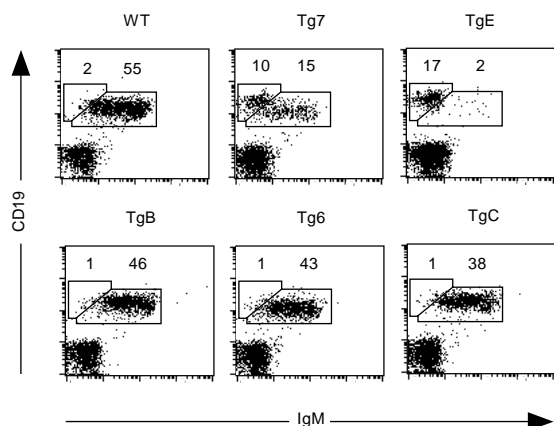 WT Tg7 TgE
2 55 10 15 17 2
CD19
TgB Tg6 TgC
1 46 1 43 1 38
IgM